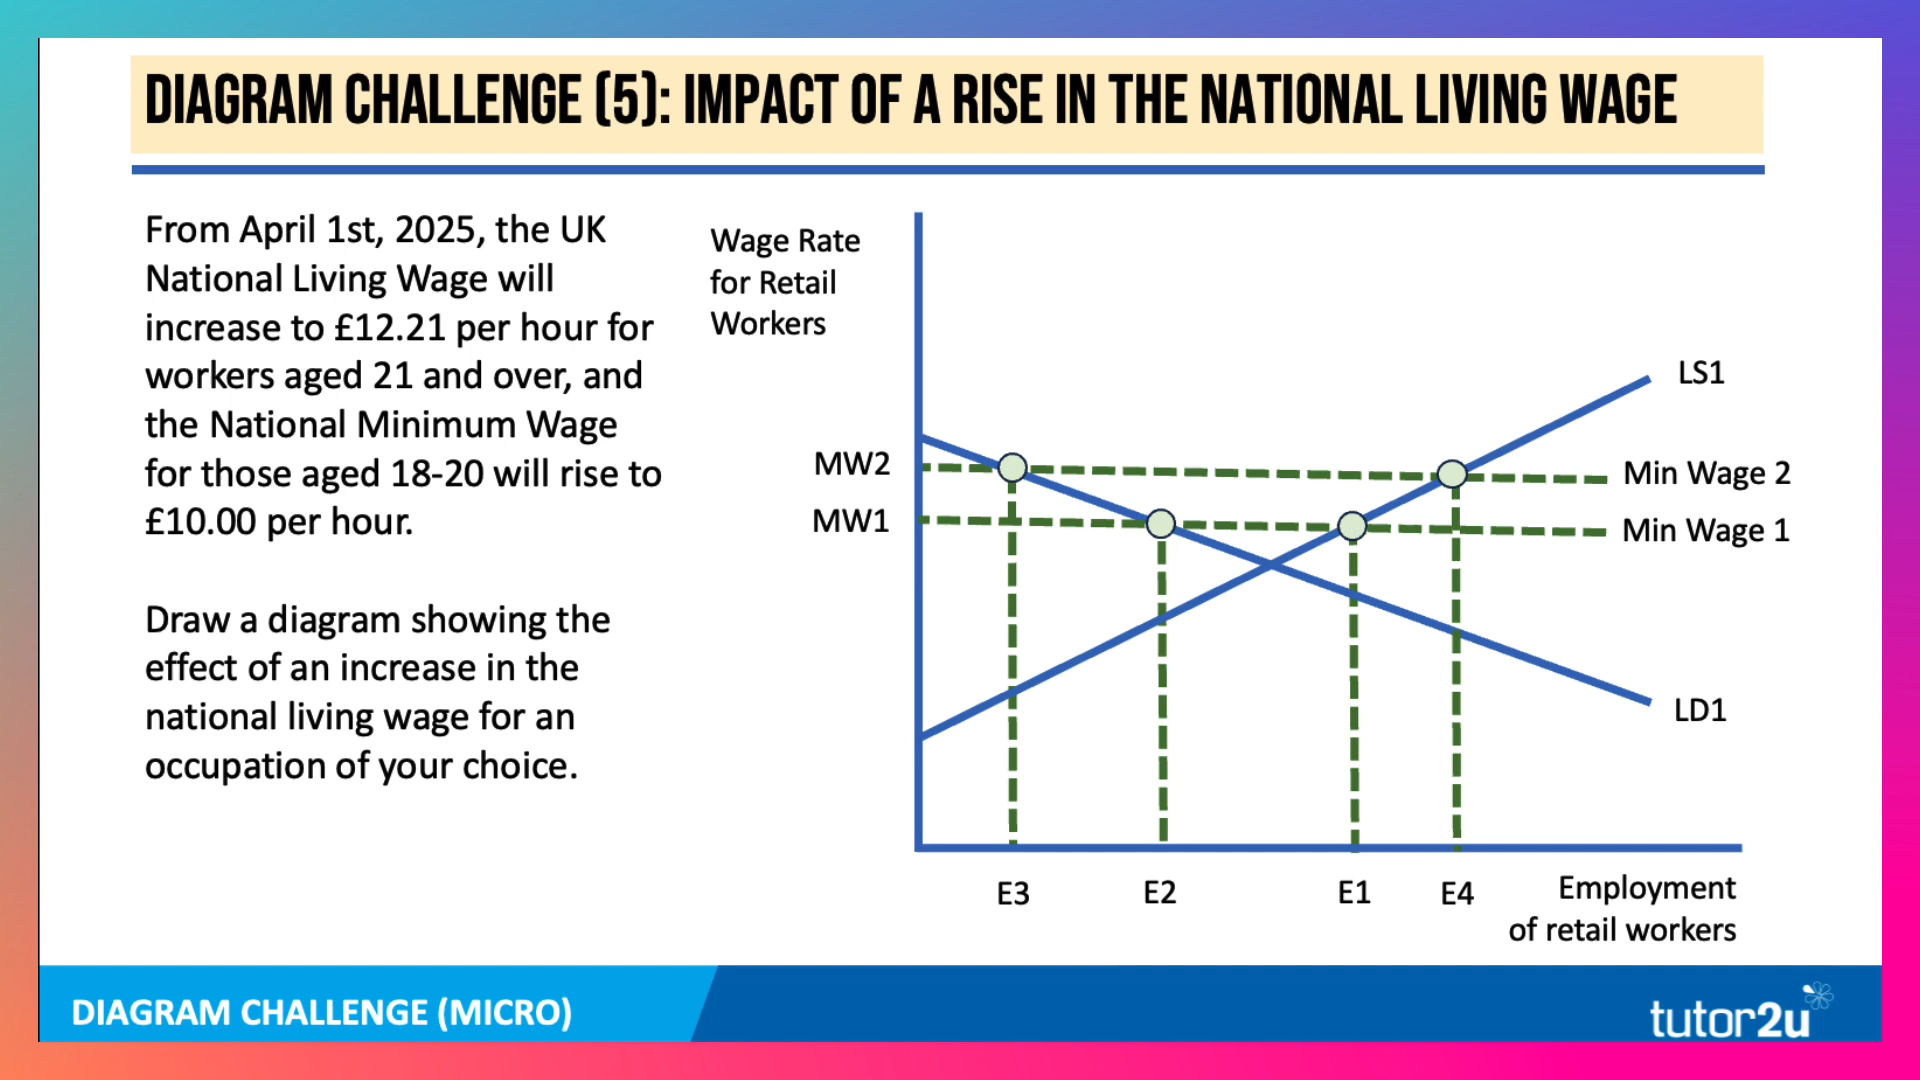 DIAGRAM CHALLENGE (5): IMPACT OF A RISE IN THE NATIONAL LIVING WAGE
From April 1st, 2025, the UK
National Living Wage will
increase to £12.21 per hour for
workers aged 21 and over, and
the National Minimum Wage
for those aged 18-20 will rise to
£10.00 per hour.
Draw a diagram showing the
effect of an increase in the
national living wage for an
occupation of your choice.
Wage Rate
for Retail
Workers
LS1
MW2
Min Wage 2
MW1
Min Wage 1
LD1
E3
E2
E1
E4
Employment
of retail workers
DIAGRAM CHALLENGE (MICRO)
tutor2u